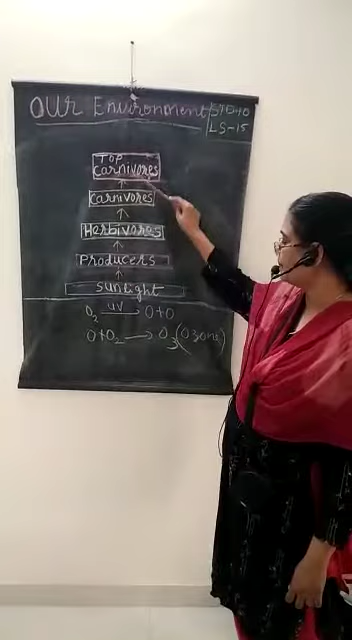 OUR Environment
STD-10
LS-15
Top
Carnivores
Carnivores
Herbivores
Producers
sunlight
O₂ —uv→ O+O
O+O₂ → O₃(Ozone)